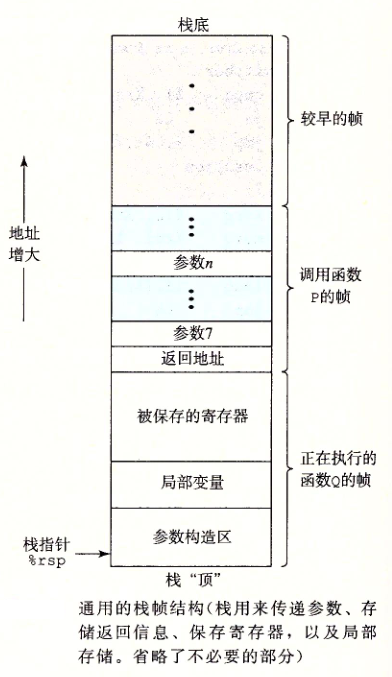 栈底
较早的帧
地址
增大
参数n
调用函数
P的帧
参数7
返回地址
被保存的寄存器
正在执行的
函数Q的帧
局部变量
栈指针
%rsp
参数构造区
栈“顶”
通用的栈帧结构(栈用来传递参数、存
储返回信息、保存寄存器，以及局部
存储。省略了不必要的部分)